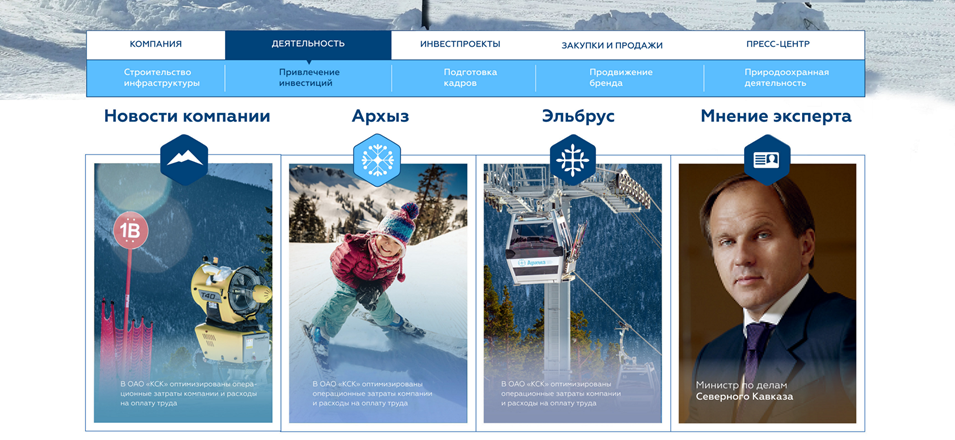 КОМПАНИЯ
ДЕЯТЕЛЬНОСТЬ
ИНВЕСТПРОЕКТЫ
ЗАКУПКИ И ПРОДАЖИ
ПРЕСС-ЦЕНТР
Строительство
инфраструктуры
Привлечение
инвестиций
Подготовка
кадров
Продвижение
бренда
Природоохранная
деятельность
Новости компании
Архыз
Эльбрус
Мнение эксперта
1B
T40
В ОАО «КСК» оптимизированы опера-
ционные затраты компании и расходы
на оплату труда
В ОАО «КСК» оптимизированы
операционные затраты компании
и расходы на оплату труда
В ОАО «КСК» оптимизированы
операционные затраты компании
и расходы на оплату труда
Министр по делам
Северного Кавказа